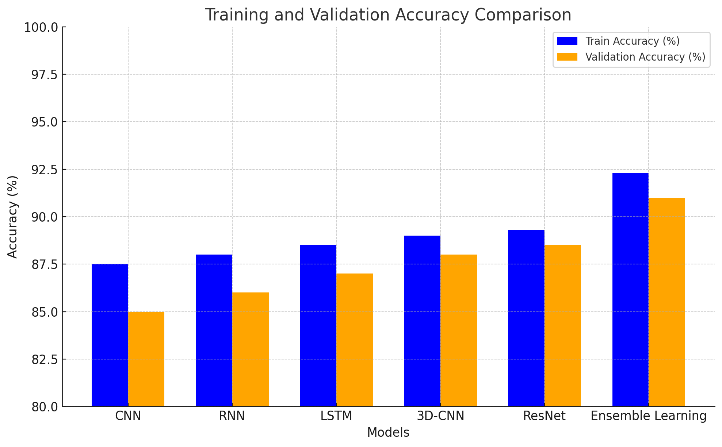 Training and Validation Accuracy Comparison
Train Accuracy (%)
Validation Accuracy (%)
Accuracy (%)
100.0
97.5
95.0
92.5
90.0
87.5
85.0
82.5
80.0
CNN RNN LSTM 3D-CNN ResNet Ensemble Learning
Models